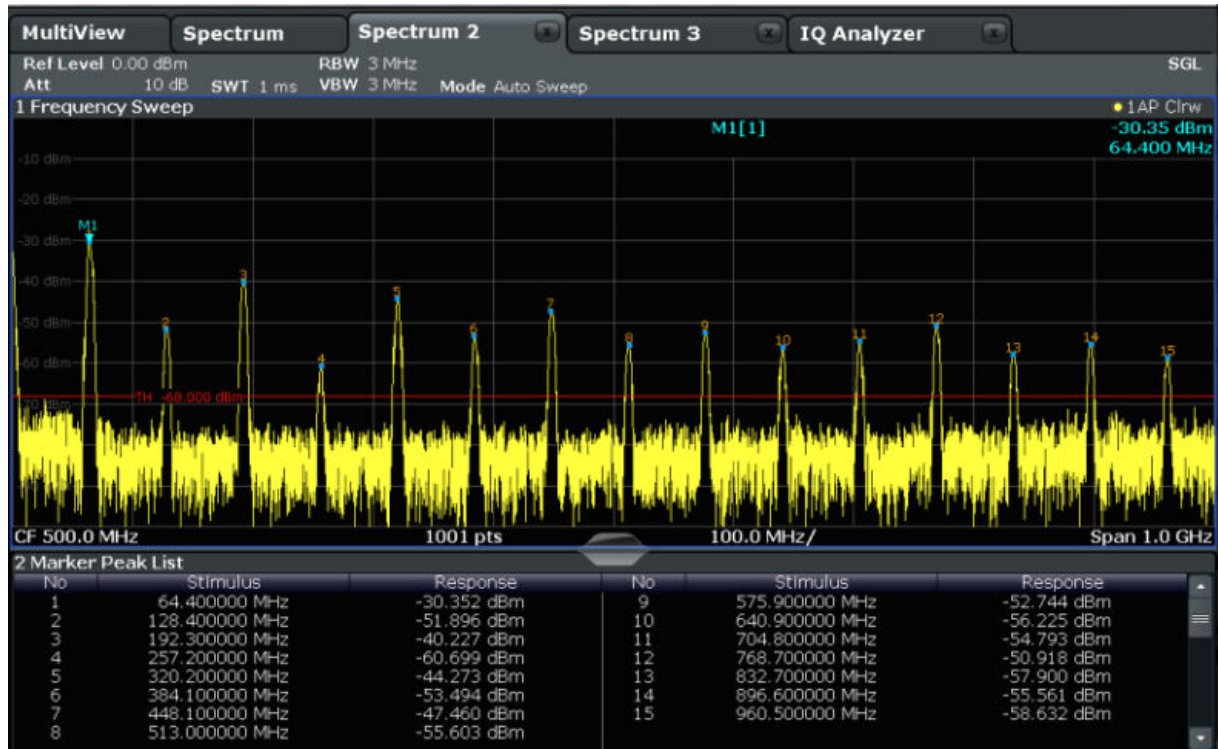 MultiView Spectrum Spectrum 2 x Spectrum 3 x IQ Analyzer x
Ref Level 0.00 dBm RBW 3 MHz SGL
Att 10 dB SWT 1 ms VBW 3 MHz Mode Auto Sweep
1 Frequency Sweep 1AP Clrw
M1[1] -30.35 dBm
64.400 MHz
-10 dBm
-20 dBm
M1
-30 dBm
3
-40 dBm
5
7
-50 dBm 2 6 9 12
4 8 10 11 13 14 15
-60 dBm
TH -68.000 dBm
-70 dBm
CF 500.0 MHz 1001 pts 100.0 MHz/ Span 1.0 GHz
2 Marker Peak List
No Stimulus Response No Stimulus Response
1 64.400000 MHz -30.352 dBm 9 575.900000 MHz -52.744 dBm
2 128.400000 MHz -51.896 dBm 10 640.900000 MHz -56.225 dBm
3 192.300000 MHz -40.227 dBm 11 704.800000 MHz -54.793 dBm
4 257.200000 MHz -60.699 dBm 12 768.700000 MHz -50.918 dBm
5 320.200000 MHz -44.273 dBm 13 832.700000 MHz -57.900 dBm
6 384.100000 MHz -53.494 dBm 14 896.600000 MHz -55.561 dBm
7 448.100000 MHz -47.460 dBm 15 960.500000 MHz -58.632 dBm
8 513.000000 MHz -55.603 dBm